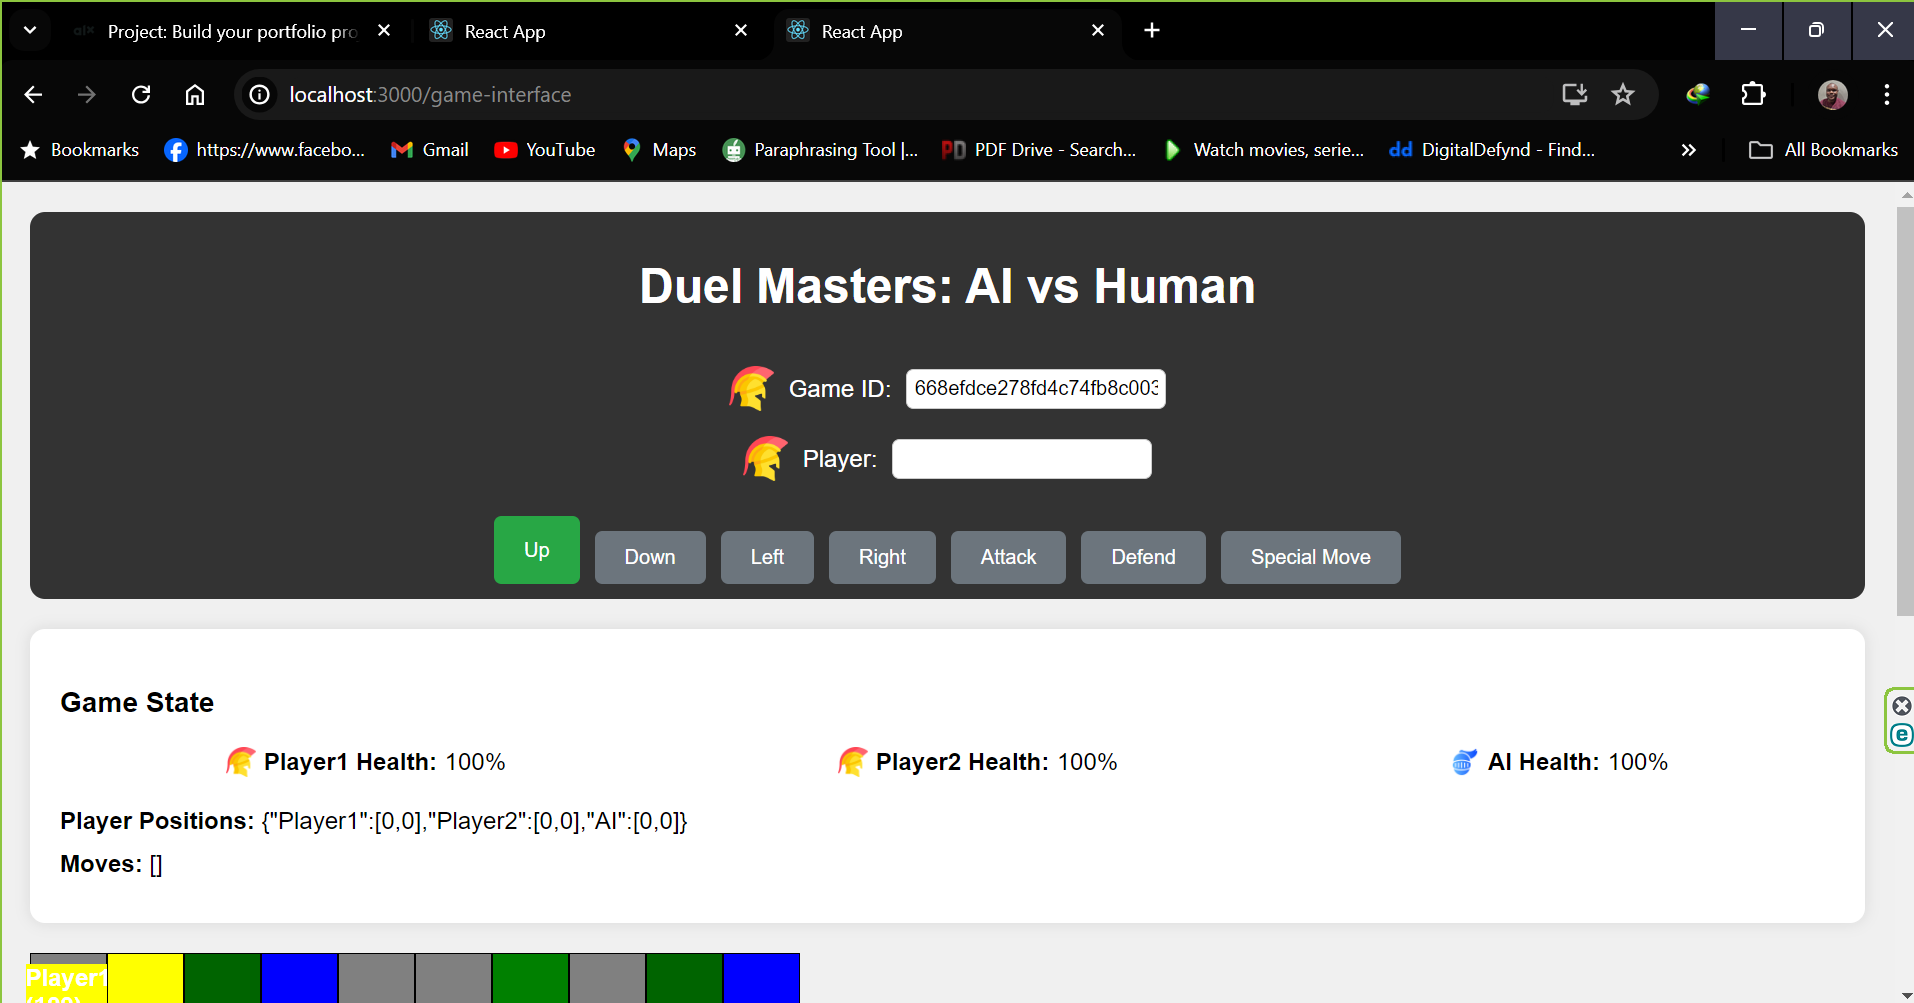 Project: Build your portfolio pro
React App
React App
localhost:3000/game-interface
Bookmarks
https://www.facebo...
Gmail
YouTube
Maps
Paraphrasing Tool |...
PDF Drive - Search...
Watch movies, serie...
dd DigitalDefynd - Find...
All Bookmarks
Duel Masters: AI vs Human
Game ID: 668efdce278fd4c74fb8c003
Player:
Up
Down
Left
Right
Attack
Defend
Special Move
Game State
Player1 Health: 100%
Player2 Health: 100%
AI Health: 100%
Player Positions: {"Player1":[0,0],"Player2":[0,0],"AI":[0,0]}
Moves: []
Player1
(100)